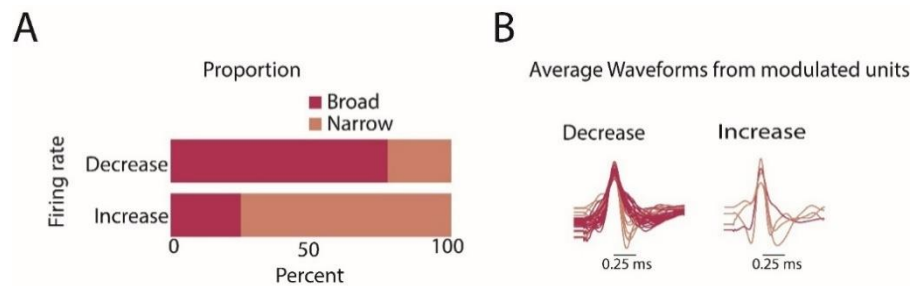 A
Proportion
Broad
Narrow
Firing rate
Decrease
Increase
0 50 100
Percent
B
Average Waveforms from modulated units
Decrease Increase
0.25 ms 0.25 ms